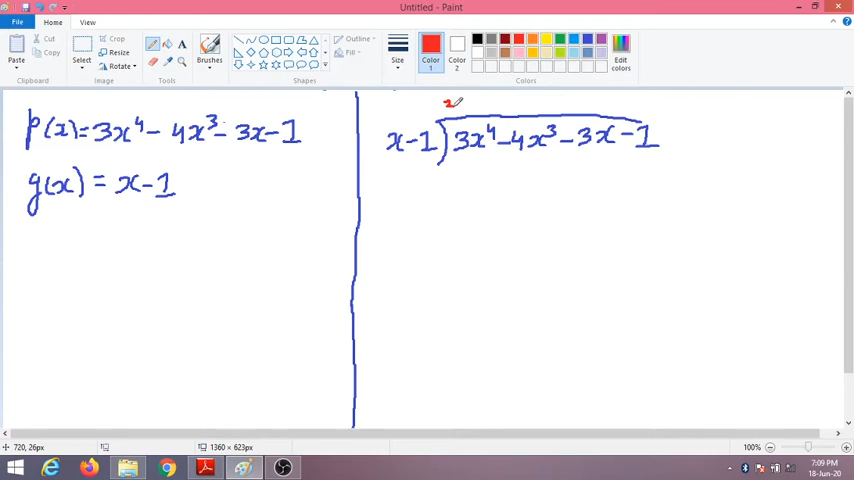 Untitled - Paint
File Home View
Paste
Cut
Copy
Clipboard
Select
Crop
Resize
Rotate
Image
A
Tools
Brushes
Outline
Fill
Shapes
Size
Color 1
Color 2
Colors
Edit colors
p(x) = 3x⁴ - 4x³ - 3x - 1
g(x) = x - 1
x - 1 ) 3x⁴ - 4x³ - 3x - 1
720, 26px
1360 × 623px
100%
7:09 PM
18-Jun-20